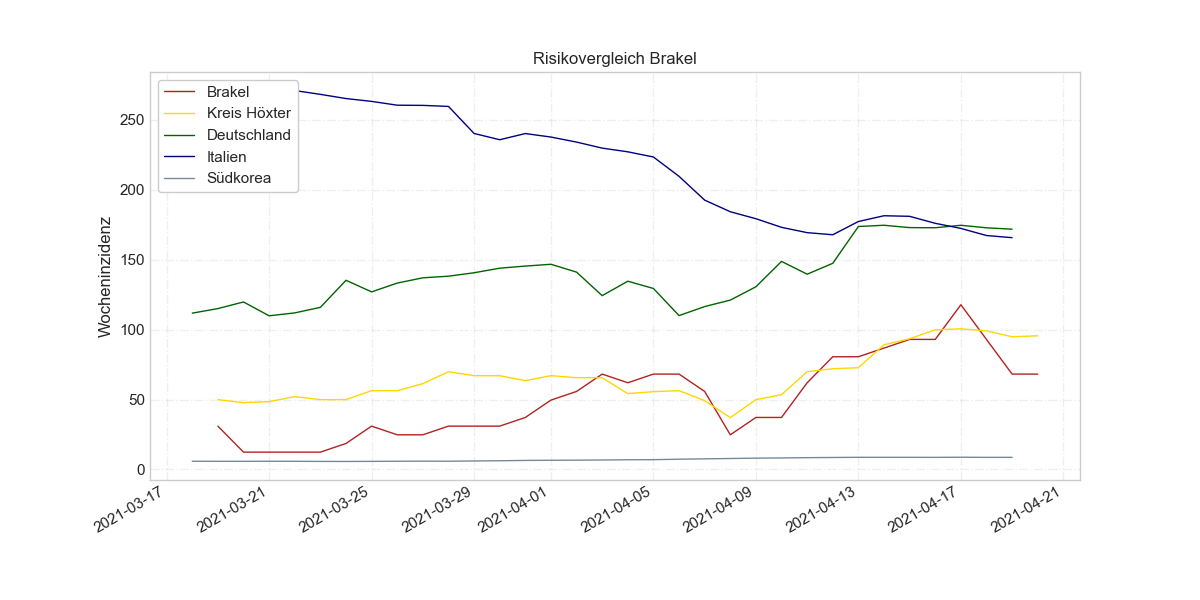 Risikovergleich Brakel
Brakel
Kreis Höxter
Deutschland
Italien
Südkorea
Wocheninzidenz
250
200
150
100
50
0
2021-03-17
2021-03-21
2021-03-25
2021-03-29
2021-04-01
2021-04-05
2021-04-09
2021-04-13
2021-04-17
2021-04-21